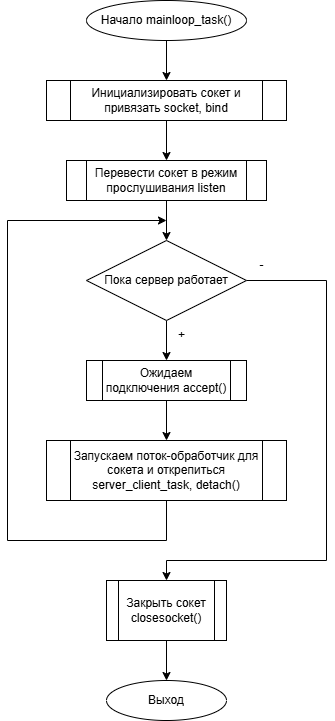 Начало mainloop_task()
Инициализировать сокет и
привязать socket, bind
Перевести сокет в режим
прослушивания listen
Пока сервер работает
-
+
Ожидаем
подключения accept()
Запускаем поток-обработчик для
сокета и открепиться
server_client_task, detach()
Закрыть сокет
closesocket()
Выход